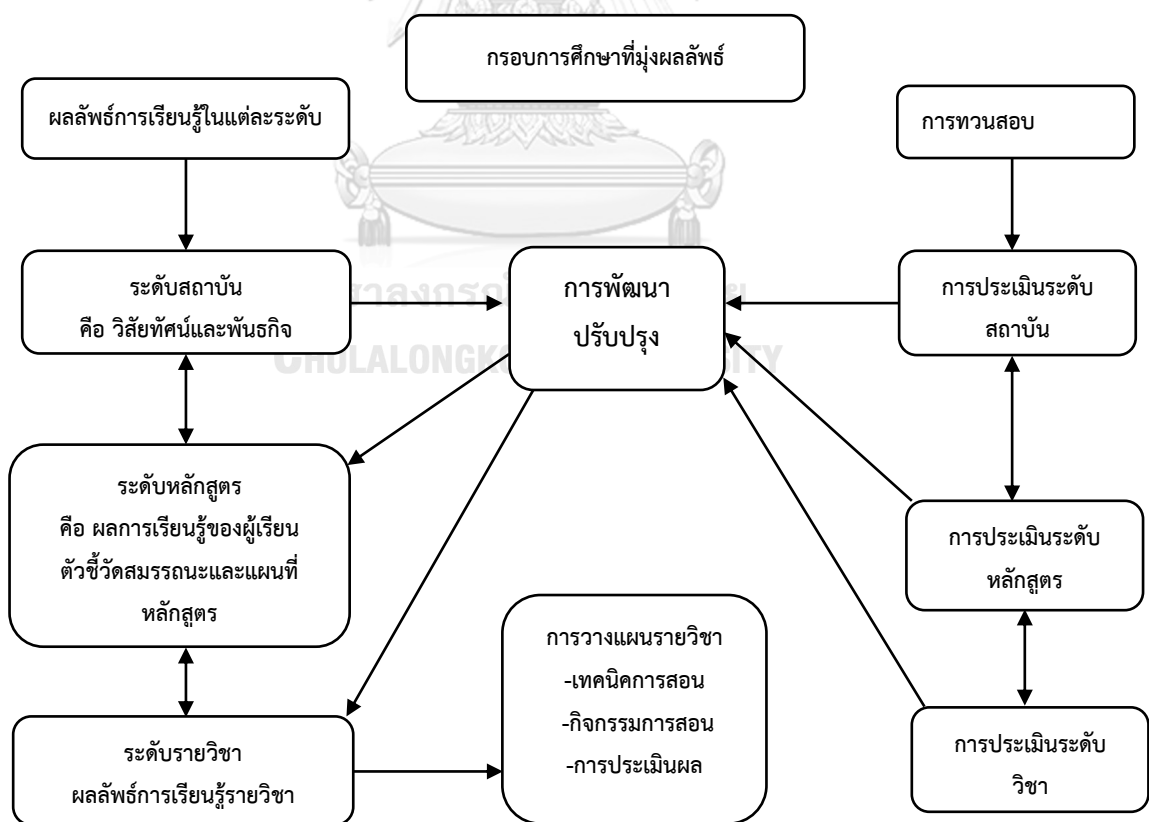 กรอบการศึกษาที่มุ่งผลลัพธ์
ผลลัพธ์การเรียนรู้ในแต่ละระดับ
การทวนสอบ
ระดับสถาบัน
คือ วิสัยทัศน์และพันธกิจ
การพัฒนา
ปรับปรุง
การประเมินระดับ
สถาบัน
CHULALONGK
SITY
ระดับหลักสูตร
คือ ผลการเรียนรู้ของผู้เรียน
ตัวชี้วัดสมรรถนะและแผนที่
หลักสูตร
การประเมินระดับ
หลักสูตร
การวางแผนรายวิชา
-เทคนิคการสอน
-กิจกรรมการสอน
-การประเมินผล
ระดับรายวิชา
ผลลัพธ์การเรียนรู้รายวิชา
การประเมินระดับ
วิชา